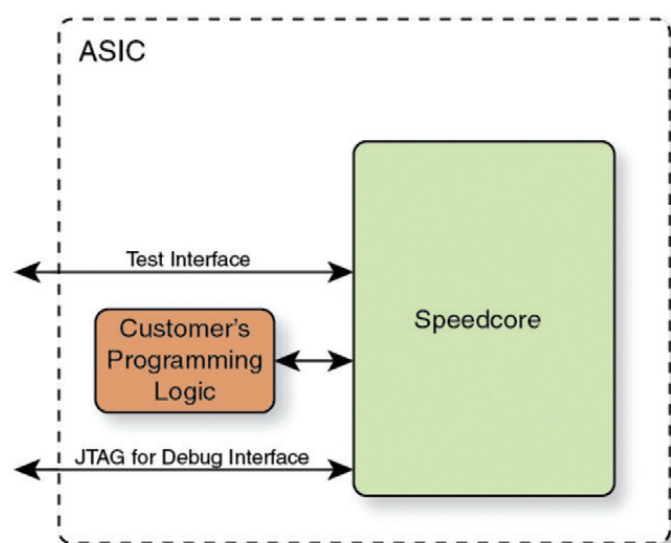 ASIC
Test Interface
Customer's
Programming
Logic
Speedcore
JTAG for Debug Interface